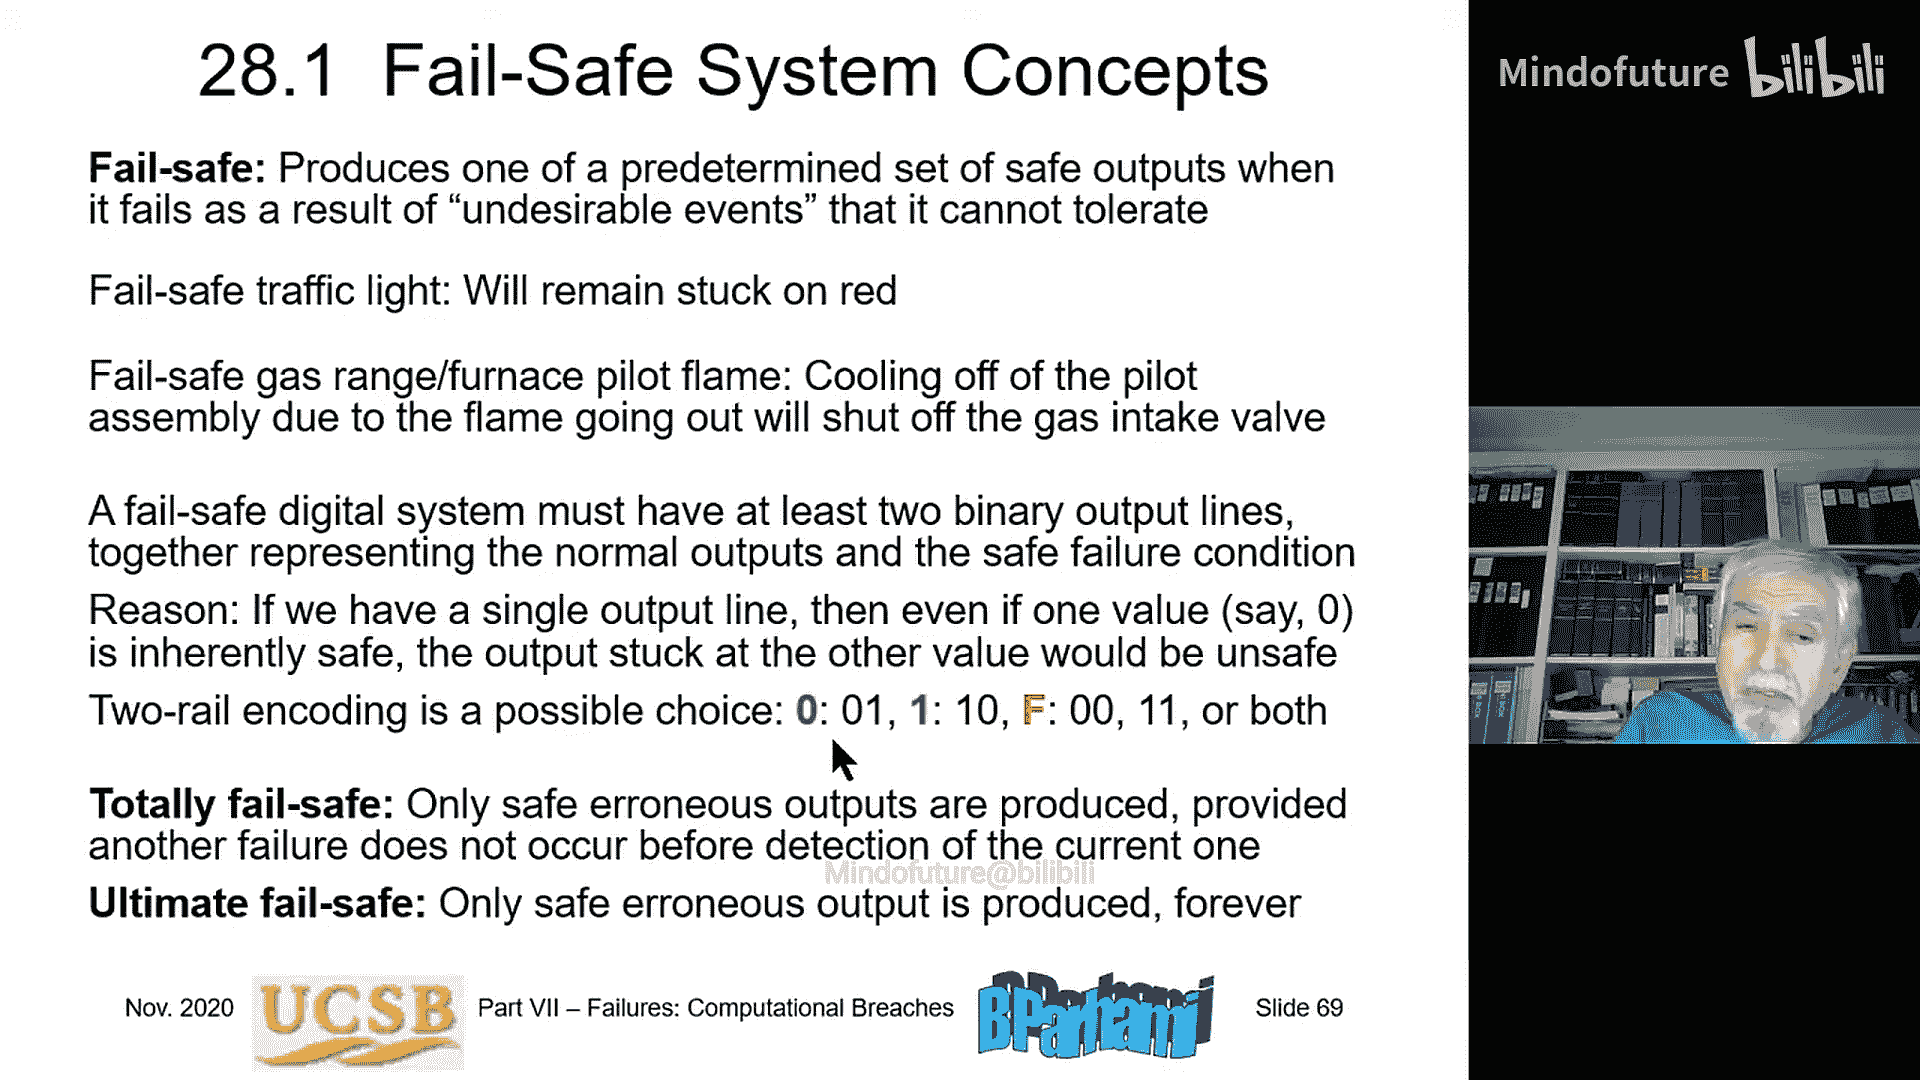 28.1 Fail-Safe System Concepts
Fail-safe: Produces one of a predetermined set of safe outputs when
it fails as a result of “undesirable events” that it cannot tolerate
Fail-safe traffic light: Will remain stuck on red
Fail-safe gas range/furnace pilot flame: Cooling off of the pilot
assembly due to the flame going out will shut off the gas intake valve
A fail-safe digital system must have at least two binary output lines,
together representing the normal outputs and the safe failure condition
Reason: If we have a single output line, then even if one value (say, 0)
is inherently safe, the output stuck at the other value would be unsafe
Two-rail encoding is a possible choice: 0: 01, 1: 10, F: 00, 11, or both
Totally fail-safe: Only safe erroneous outputs are produced, provided
another failure does not occur before detection of the current one
Mindofuture@bilibili
Ultimate fail-safe: Only safe erroneous output is produced, forever
Nov. 2020
UCSB
Part VII – Failures: Computational Breaches
BParhami
Slide 69
Mindofuture bilibili